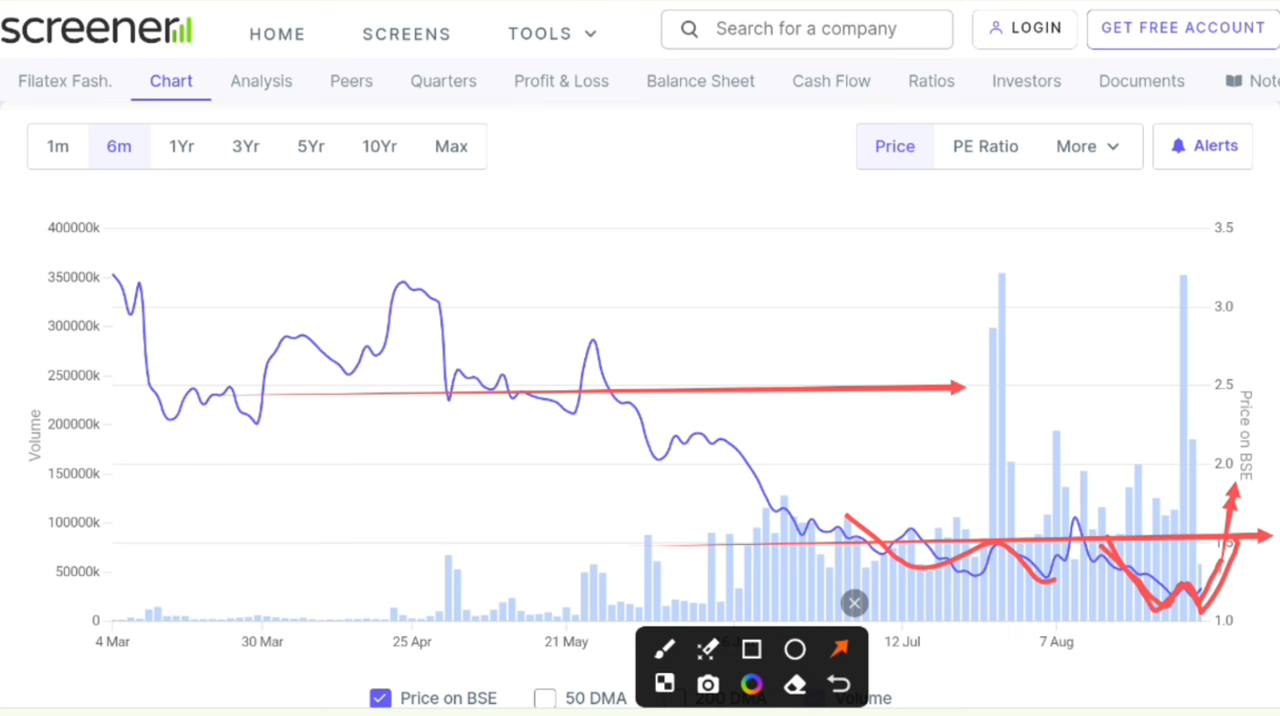 screener
HOME SCREENS TOOLS Search for a company LOGIN GET FREE ACCOUNT
Filatex Fash. Chart Analysis Peers Quarters Profit & Loss Balance Sheet Cash Flow Ratios Investors Documents Note
1m 6m 1Yr 3Yr 5Yr 10Yr Max Price PE Ratio More Alerts
400000k 3.5
350000k
300000k 3.0
250000k 2.5
200000k
150000k 2.0
100000k
50000k
0 1.0
Volume
Price on BSE
4 Mar 30 Mar 25 Apr 21 May 12 Jul 7 Aug
Price on BSE 50 DMA 200 DMA Volume